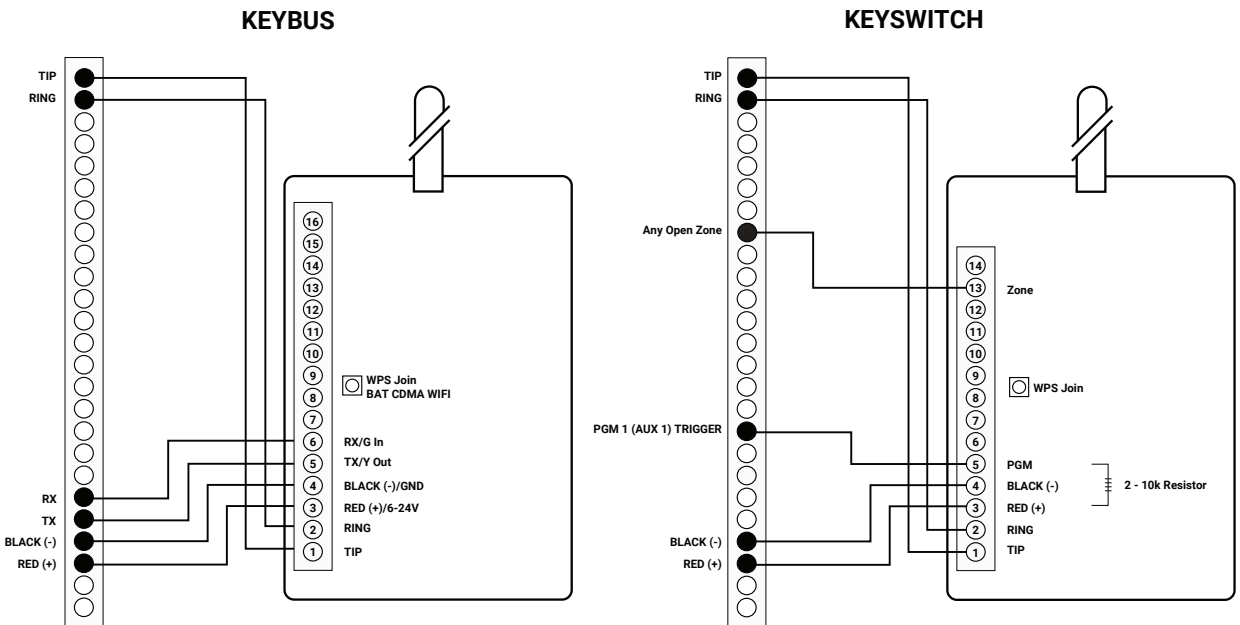 KEYBUS
TIP
RING
16
15
14
13
12
11
10
9
WPS Join
BAT CDMA WIFI
8
7
6 RX/G In
5 TX/Y Out
4 BLACK (-)/GND
3 RED (+)/6-24V
2 RING
1 TIP
RX
TX
BLACK (-)
RED (+)
KEYSWITCH
TIP
RING
Any Open Zone
14
13 Zone
12
11
10
9
WPS Join
8
7
6
PGM 1 (AUX 1) TRIGGER
5 PGM
4 BLACK (-)
2 - 10k Resistor
3 RED (+)
2 RING
1 TIP
BLACK (-)
RED (+)